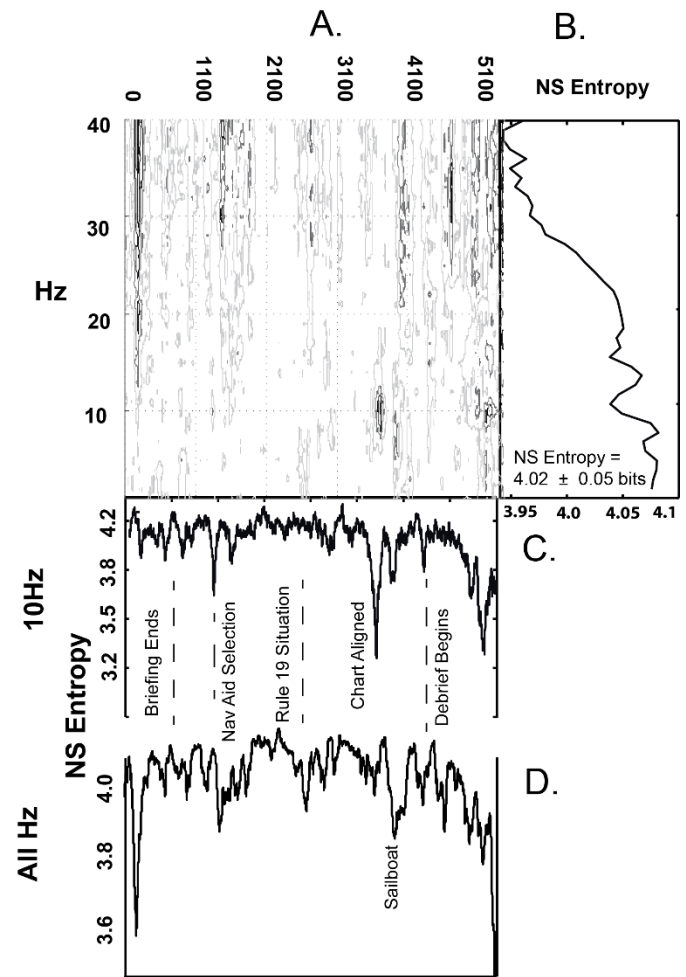 A.
B.
0 1100 2100 3100 4100 5100
NS Entropy
40
30
Hz
20
10
NS Entropy =
4.02 ± 0.05 bits
3.95 4.0 4.05 4.1
C.
10Hz
NS Entropy
4.2
3.8
3.5
3.2
Briefing Ends
Nav Aid Selection
Rule 19 Situation
Chart Aligned
Debrief Begins
D.
All Hz
4.0
3.8
3.6
Sailboat